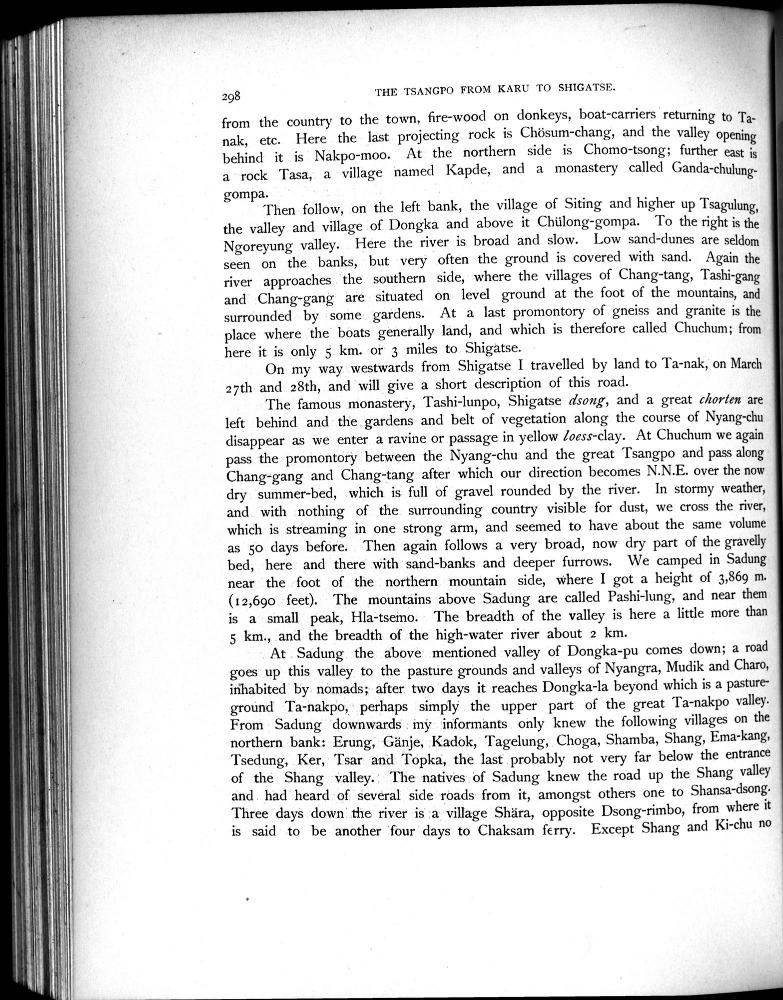 298
THE TSANGPO FROM KARU TO SHIGATSE.
from the country to the town, fire-wood on donkeys, boat-carriers returning to Ta-
nak, etc. Here the last projecting rock is Chösum-chang, and the valley opening
behind it is Nakpo-moo. At the northern side is Chomo-tsong; further east is
a rock Tasa, a village named Kapde, and a monastery called Ganda-chulung-
gompa.
Then follow, on the left bank, the village of Siting and higher up Tsagulung,
the valley and village of Dongka and above it Chülong-gompa. To the right is the
Ngoreyung valley. Here the river is broad and slow. Low sand-dunes are seldom
seen on the banks, but very often the ground is covered with sand. Again the
river approaches the southern side, where the villages of Chang-tang, Tashi-gang
and Chang-gang are situated on level ground at the foot of the mountains, and
surrounded by some gardens. At a last promontory of gneiss and granite is the
place where the boats generally land, and which is therefore called Chuchum; from
here it is only 5 km. or 3 miles to Shigatse.
On my way westwards from Shigatse I travelled by land to Ta-nak, on March
27th and 28th, and will give a short description of this road.
The famous monastery, Tashi-lunpo, Shigatse dsong, and a great chorten are
left behind and the gardens and belt of vegetation along the course of Nyang-chu
disappear as we enter a ravine or passage in yellow loess-clay. At Chuchum we again
pass the promontory between the Nyang-chu and the great Tsangpo and pass along
Chang-gang and Chang-tang after which our direction becomes N.N.E. over the now
dry summer-bed, which is full of gravel rounded by the river. In stormy weather,
and with nothing of the surrounding country visible for dust, we cross the river,
which is streaming in one strong arm, and seemed to have about the same volume
as 50 days before. Then again follows a very broad, now dry part of the gravelly
bed, here and there with sand-banks and deeper furrows. We camped in Sadung
near the foot of the northern mountain side, where I got a height of 3,869 m.
(12,690 feet). The mountains above Sadung are called Pashi-lung, and near them
is a small peak, Hla-tsemo. The breadth of the valley is here a little more than
5 km., and the breadth of the high-water river about 2 km.
At Sadung the above mentioned valley of Dongka-pu comes down; a road
goes up this valley to the pasture grounds and valleys of Nyangra, Mudik and Charo,
inhabited by nomads; after two days it reaches Dongka-la beyond which is a pasture-
ground Ta-nakpo, perhaps simply the upper part of the great Ta-nakpo valley.
From Sadung downwards my informants only knew the following villages on the
northern bank: Erung, Gänje, Kadok, Tagelung, Choga, Shamba, Shang, Ema-kang,
Tsedung, Ker, Tsar and Topka, the last probably not very far below the entrance
of the Shang valley. The natives of Sadung knew the road up the Shang valley
and had heard of several side roads from it, amongst others one to Shansa-dsong.
Three days down the river is a village Shära, opposite Dsong-rimbo, from where it
is said to be another four days to Chaksam ferry. Except Shang and Ki-chu no